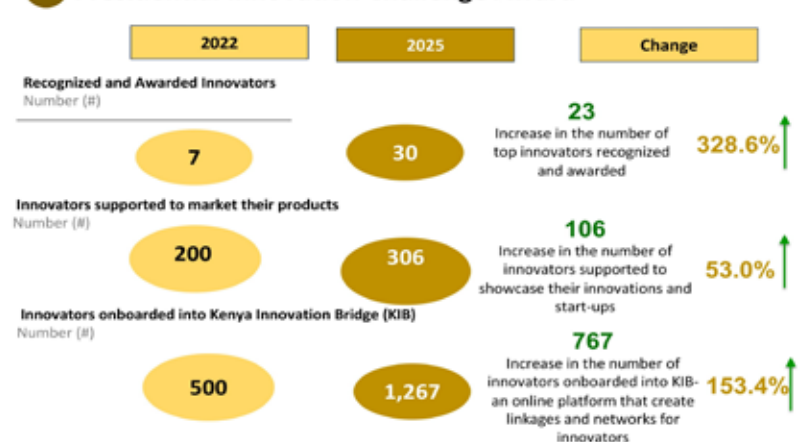 2022
2025
Change
Recognized and Awarded Innovators
Number (#)
7
30
23
Increase in the number of
top innovators recognized
and awarded
328.6%
Innovators supported to market their products
Number (#)
200
306
106
Increase in the number of
innovators supported to
showcase their innovations and
start-ups
53.0%
Innovators onboarded into Kenya Innovation Bridge (KIB)
Number (#)
500
1,267
767
Increase in the number of
innovators onboarded into KIB-
an online platform that create
linkages and networks for
innovators
153.4%